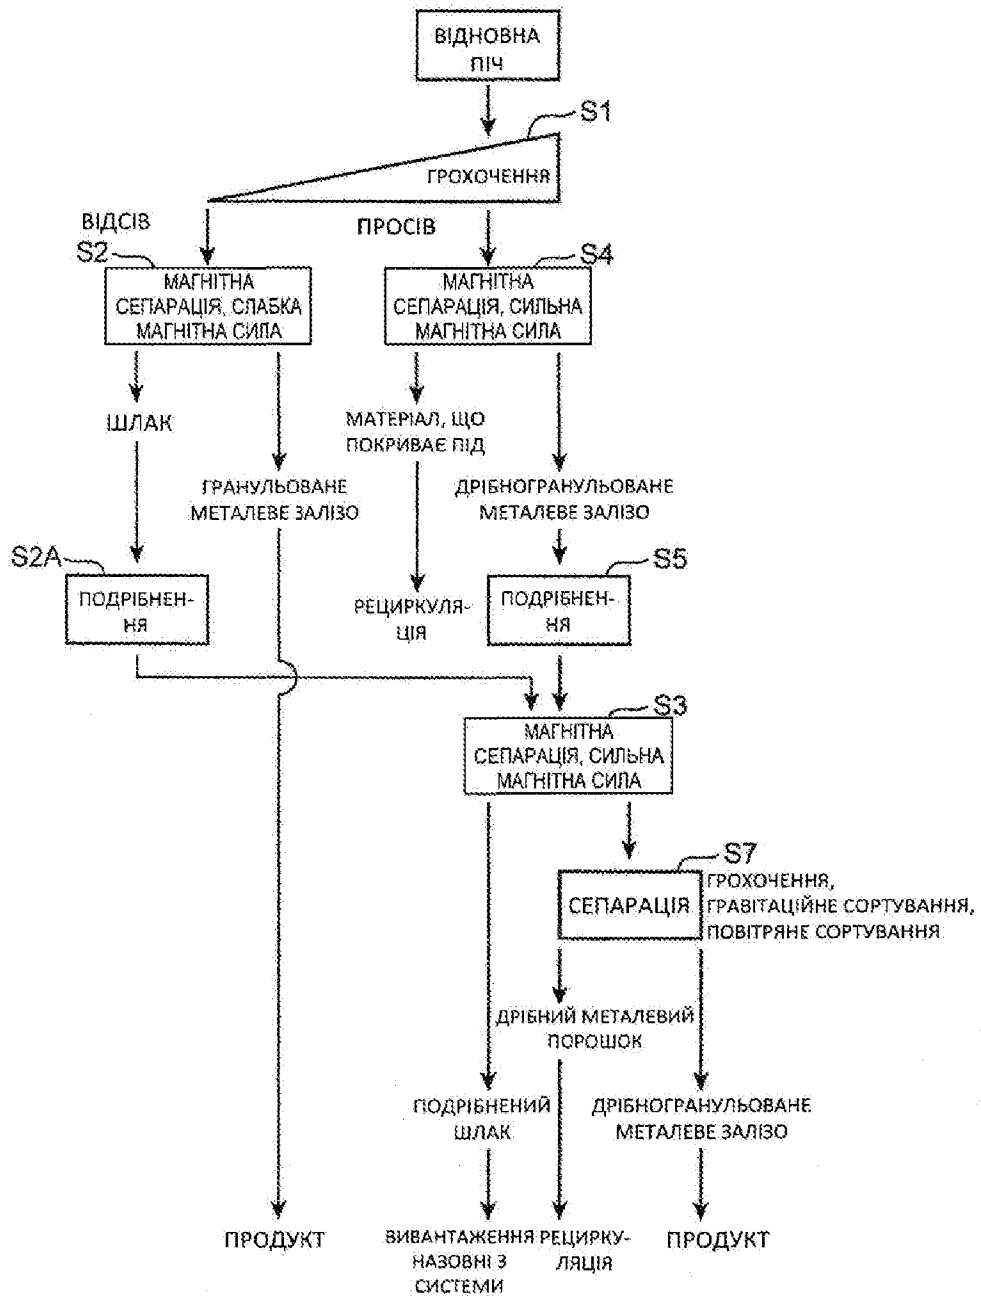 ВІДНОВНА
ПІЧ
S1
ГРОХОЧЕННЯ
ВІДСІВ
ПРОСІВ
S2
S4
МАГНІТНА
СЕПАРАЦІЯ, СЛАБКА
МАГНІТНА СИЛА
МАГНІТНА
СЕПАРАЦІЯ, СИЛЬНА
МАГНІТНА СИЛА
ШЛАК
МАТЕРІАЛ, ЩО
ПОКРИВАЄ ПІД
ГРАНУЛЬОВАНЕ
МЕТАЛЕВЕ ЗАЛІЗО
ДРІБНОГРАНУЛЬОВАНЕ
МЕТАЛЕВЕ ЗАЛІЗО
S2A
S5
ПОДРІБНЕН-
НЯ
РЕЦИРКУЛЯ-
ЦІЯ
ПОДРІБНЕН-
НЯ
S3
МАГНІТНА
СЕПАРАЦІЯ, СИЛЬНА
МАГНІТНА СИЛА
S7
СЕПАРАЦІЯ
ГРОХОЧЕННЯ,
ГРАВІТАЦІЙНЕ СОРТУВАННЯ,
ПОВІТРЯНЕ СОРТУВАННЯ
ДРІБНИЙ МЕТАЛЕВИЙ
ПОРОШОК
ПОДРІБНЕНИЙ
ШЛАК
ДРІБНОГРАНУЛЬОВАНЕ
МЕТАЛЕВЕ ЗАЛІЗО
ПРОДУКТ
ВИВАНТАЖЕННЯ
НАЗОВНІ З
СИСТЕМИ
РЕЦИРКУ-
ЛЯЦІЯ
ПРОДУКТ